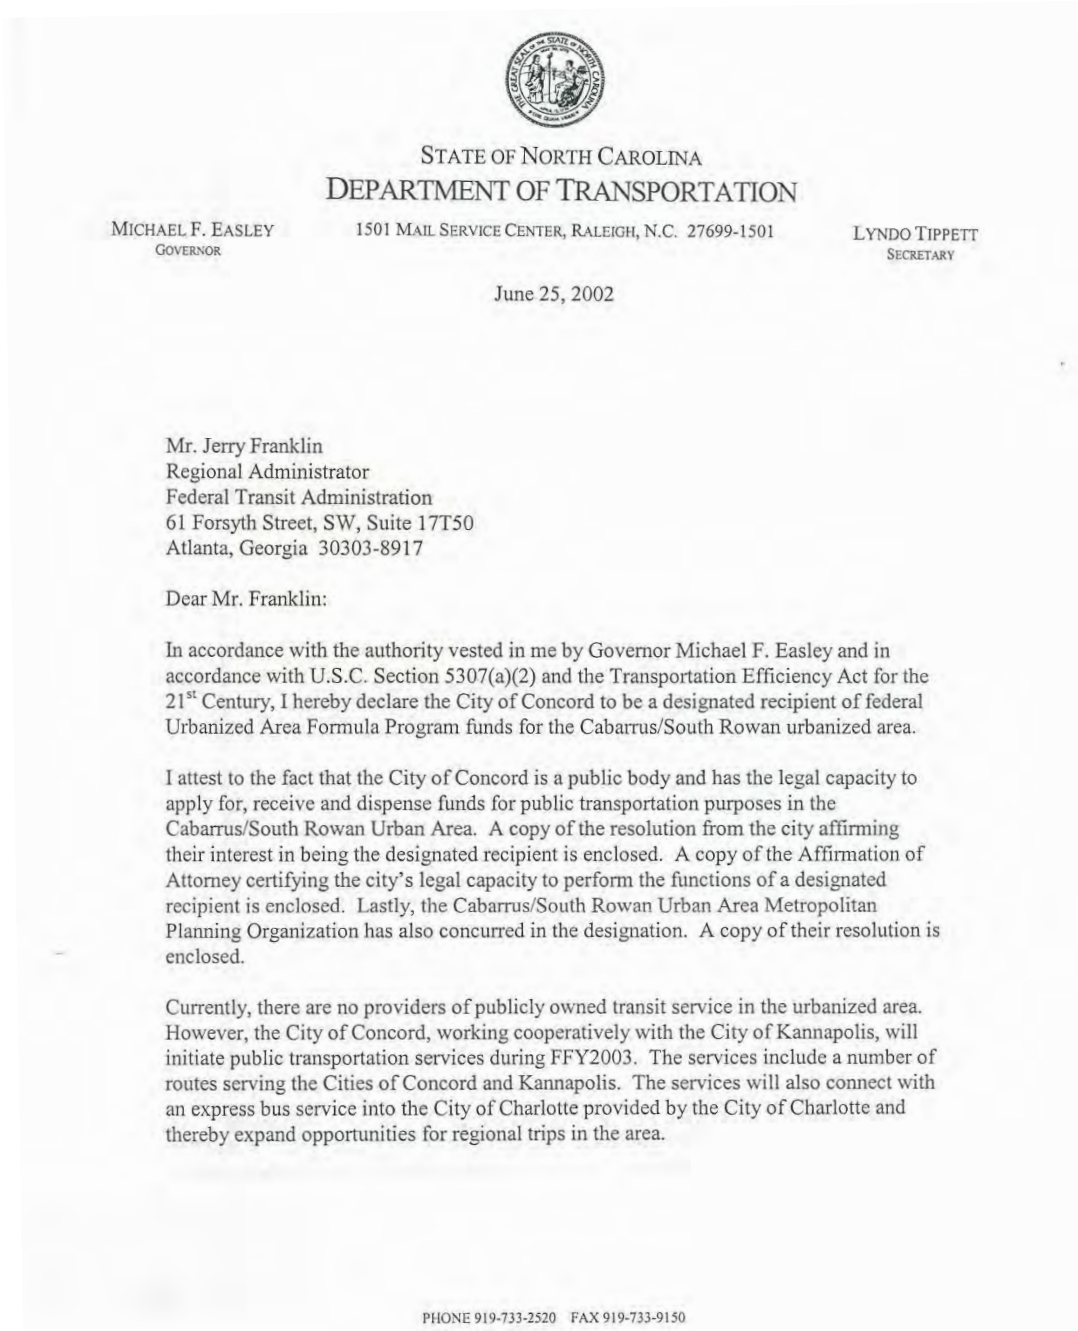 THE GREAT SEAL OF THE STATE OF NORTH CAROLINA
STATE OF NORTH CAROLINA
DEPARTMENT OF TRANSPORTATION
MICHAEL F. EASLEY
GOVERNOR
1501 MAIL SERVICE CENTER, RALEIGH, N.C. 27699-1501
LYNDO TIPPETT
SECRETARY
June 25, 2002
Mr. Jerry Franklin
Regional Administrator
Federal Transit Administration
61 Forsyth Street, SW, Suite 17T50
Atlanta, Georgia 30303-8917
Dear Mr. Franklin:
In accordance with the authority vested in me by Governor Michael F. Easley and in
accordance with U.S.C. Section 5307(a)(2) and the Transportation Efficiency Act for the
21st Century, I hereby declare the City of Concord to be a designated recipient of federal
Urbanized Area Formula Program funds for the Cabarrus/South Rowan urbanized area.
I attest to the fact that the City of Concord is a public body and has the legal capacity to
apply for, receive and dispense funds for public transportation purposes in the
Cabarrus/South Rowan Urban Area. A copy of the resolution from the city affirming
their interest in being the designated recipient is enclosed. A copy of the Affirmation of
Attorney certifying the city's legal capacity to perform the functions of a designated
recipient is enclosed. Lastly, the Cabarrus/South Rowan Urban Area Metropolitan
Planning Organization has also concurred in the designation. A copy of their resolution is
enclosed.
Currently, there are no providers of publicly owned transit service in the urbanized area.
However, the City of Concord, working cooperatively with the City of Kannapolis, will
initiate public transportation services during FFY2003. The services include a number of
routes serving the Cities of Concord and Kannapolis. The services will also connect with
an express bus service into the City of Charlotte provided by the City of Charlotte and
thereby expand opportunities for regional trips in the area.
PHONE 919-733-2520 FAX 919-733-9150